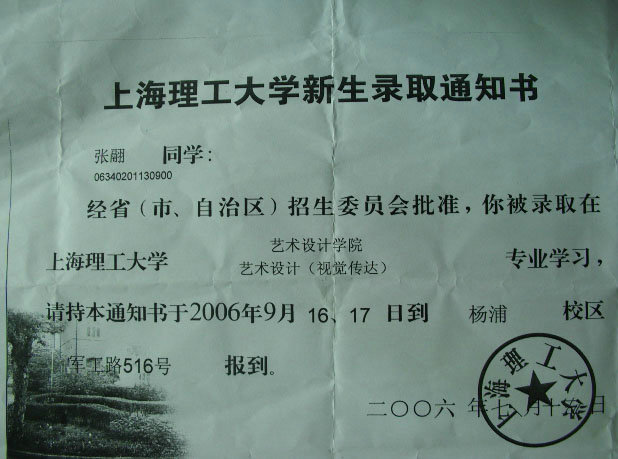 上海理工大学新生录取通知书
张翮 同学:
06340201130900
经省(市、自治区)招生委员会批准,你被录取在
艺术设计学院
上海理工大学 艺术设计(视觉传达) 专业学习,
请持本通知书于2006年9月 16、17 日到 杨浦 校区
军工路516号 报到。
上海理工大学
二〇〇六 年七月十 日